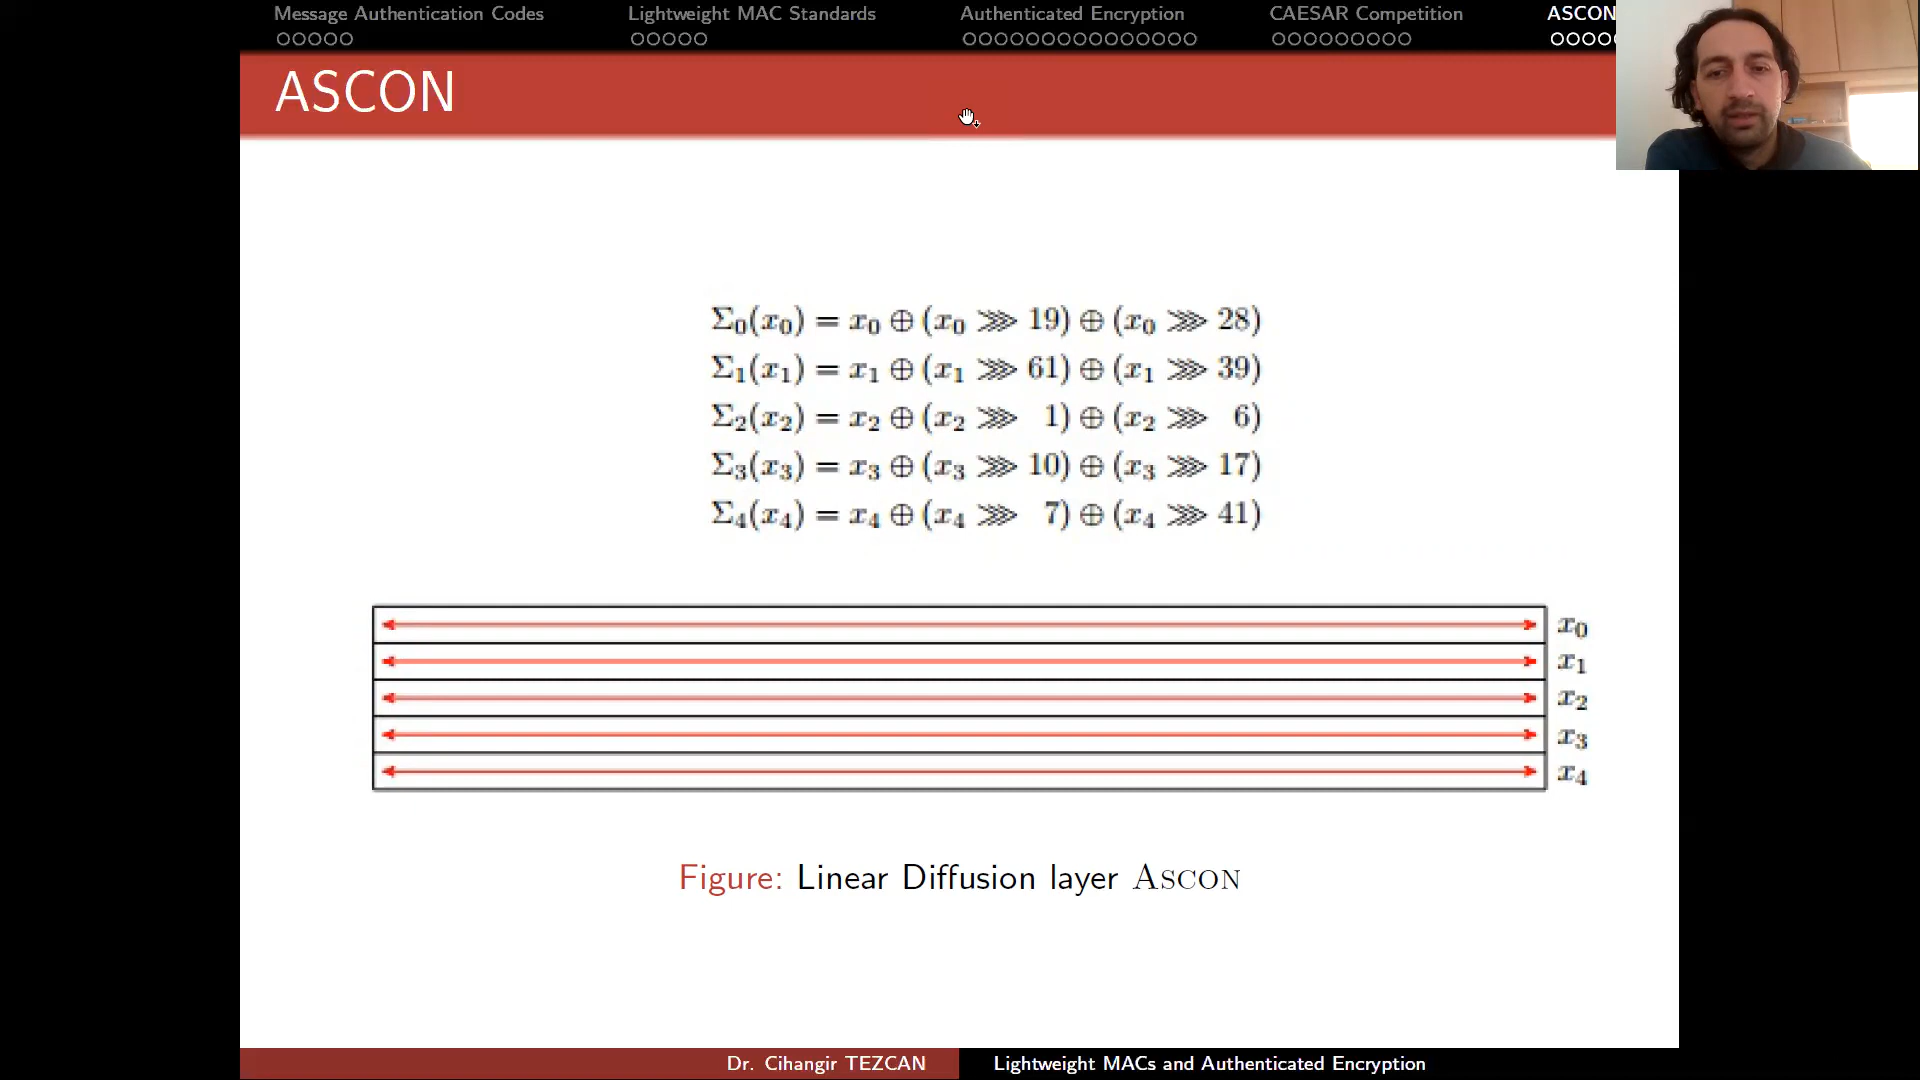 Message Authentication Codes
Lightweight MAC Standards
Authenticated Encryption
CAESAR Competition
ASCON
ASCON
Σ₀(x₀) = x₀ ⊕ (x₀ ⋙ 19) ⊕ (x₀ ⋙ 28)
Σ₁(x₁) = x₁ ⊕ (x₁ ⋙ 61) ⊕ (x₁ ⋙ 39)
Σ₂(x₂) = x₂ ⊕ (x₂ ⋙ 1) ⊕ (x₂ ⋙ 6)
Σ₃(x₃) = x₃ ⊕ (x₃ ⋙ 10) ⊕ (x₃ ⋙ 17)
Σ₄(x₄) = x₄ ⊕ (x₄ ⋙ 7) ⊕ (x₄ ⋙ 41)
x₀
x₁
x₂
x₃
x₄
Figure: Linear Diffusion layer ASCON
Dr. Cihangir TEZCAN
Lightweight MACs and Authenticated Encryption